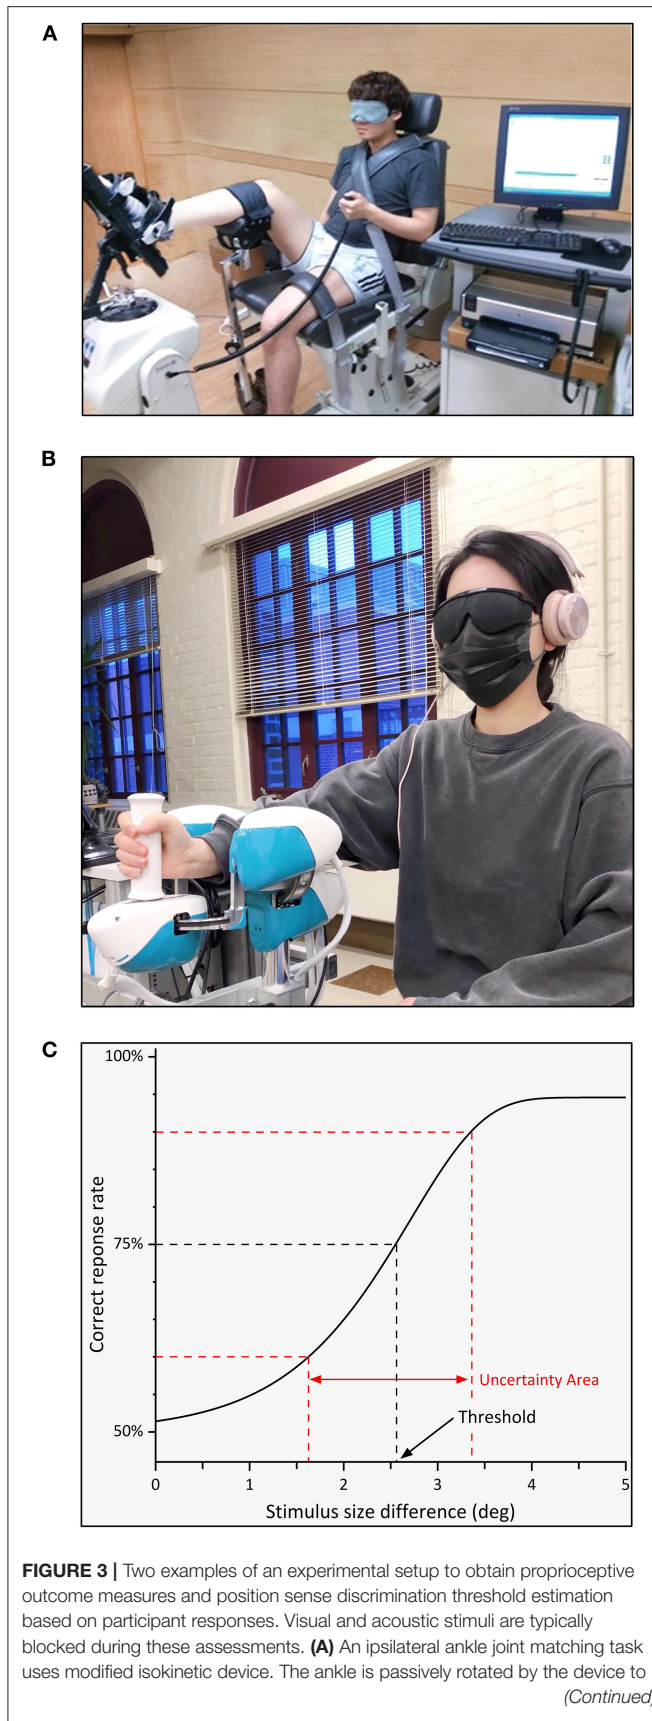 A
B
C
100%
75%
50%
Correct reponse rate
Uncertainty Area
Threshold
0 1 2 3 4 5
Stimulus size difference (deg)
FIGURE 3 | Two examples of an experimental setup to obtain proprioceptive
outcome measures and position sense discrimination threshold estimation
based on participant responses. Visual and acoustic stimuli are typically
blocked during these assessments. (A) An ipsilateral ankle joint matching task
uses modified isokinetic device. The ankle is passively rotated by the device to
(Continued)